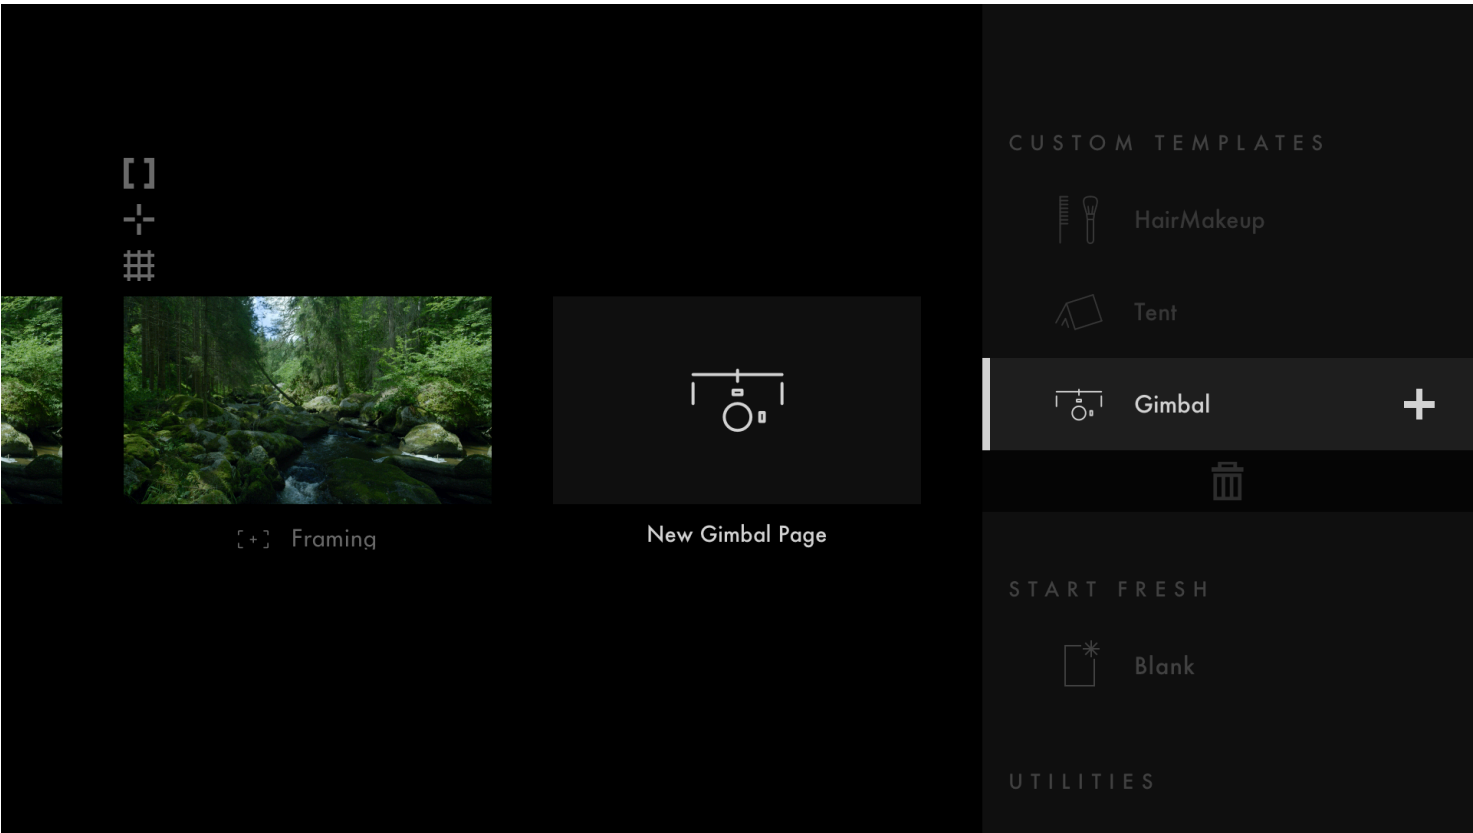 CUSTOM TEMPLATES
HairMakeup
Tent
Gimbal
Framing
New Gimbal Page
START FRESH
Blank
UTILITIES